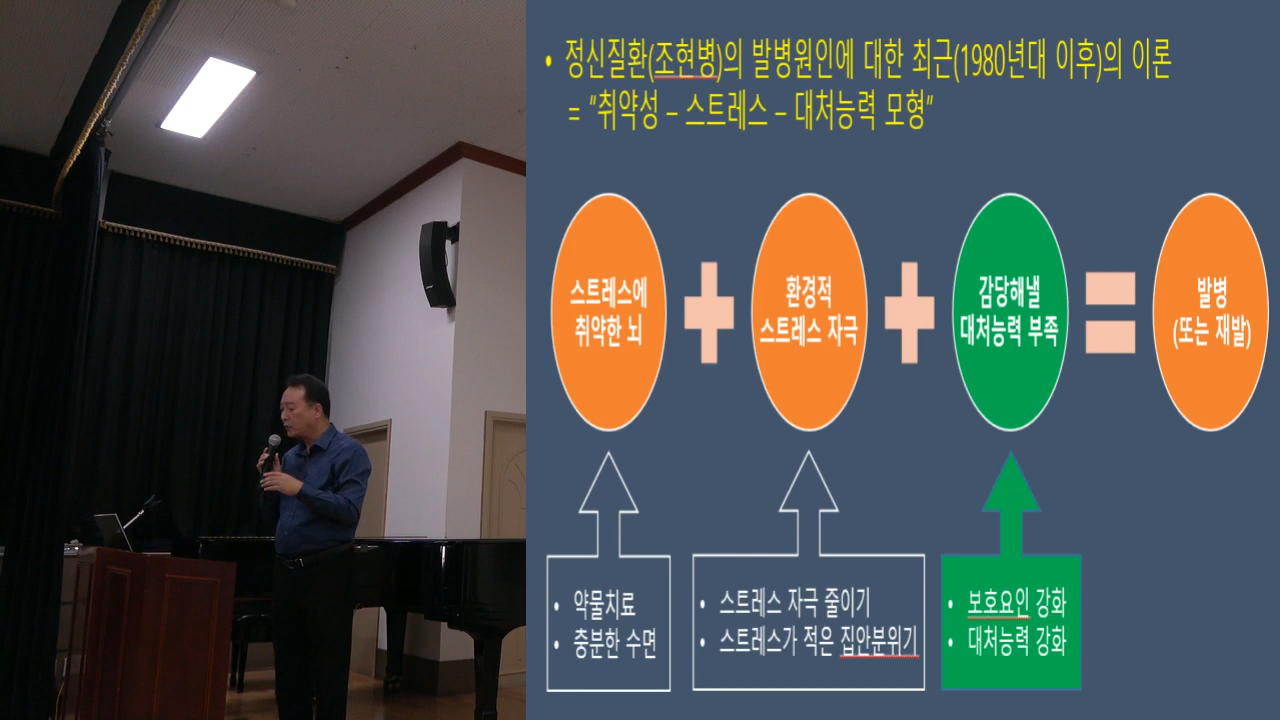 • 정신질환(조현병)의 발병원인에 대한 최근(1980년대 이후)의 이론
= "취약성 – 스트레스 – 대처능력 모형"
스트레스에
취약한 뇌
환경적
스트레스 자극
감당해낼
대처능력 부족
발병
(또는 재발)
• 약물치료
• 충분한 수면
• 스트레스 자극 줄이기
• 스트레스가 적은 집안분위기
• 보호요인 강화
• 대처능력 강화